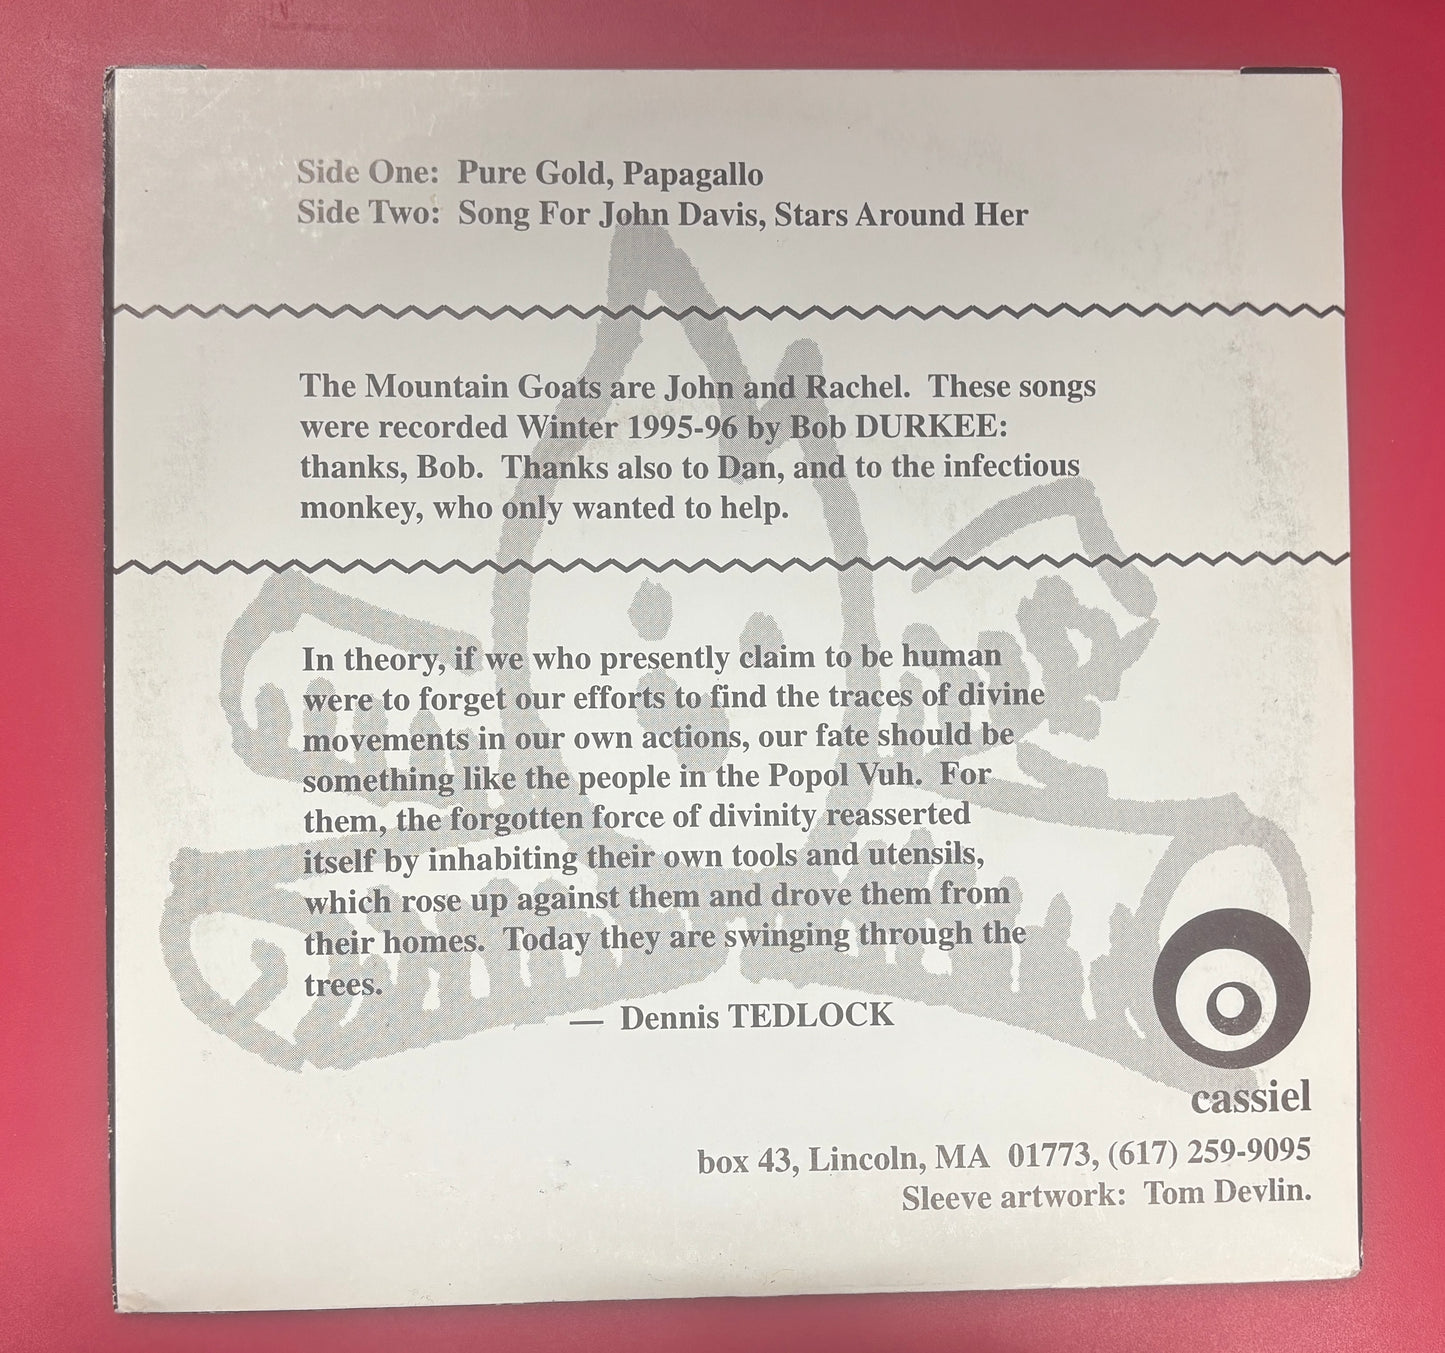 Side One: Pure Gold, Papagallo
Side Two: Song For John Davis, Stars Around Her
The Mountain Goats are John and Rachel. These songs
were recorded Winter 1995-96 by Bob DURKEE:
thanks, Bob. Thanks also to Dan, and to the infectious
monkey, who only wanted to help.
In theory, if we who presently claim to be human
were to forget our efforts to find the traces of divine
movements in our own actions, our fate should be
something like the people in the Popol Vuh. For
them, the forgotten force of divinity reasserted
itself by inhabiting their own tools and utensils,
which rose up against them and drove them from
their homes. Today they are swinging through the
trees.
— Dennis TEDLOCK
cassiel
box 43, Lincoln, MA 01773, (617) 259-9095
Sleeve artwork: Tom Devlin.